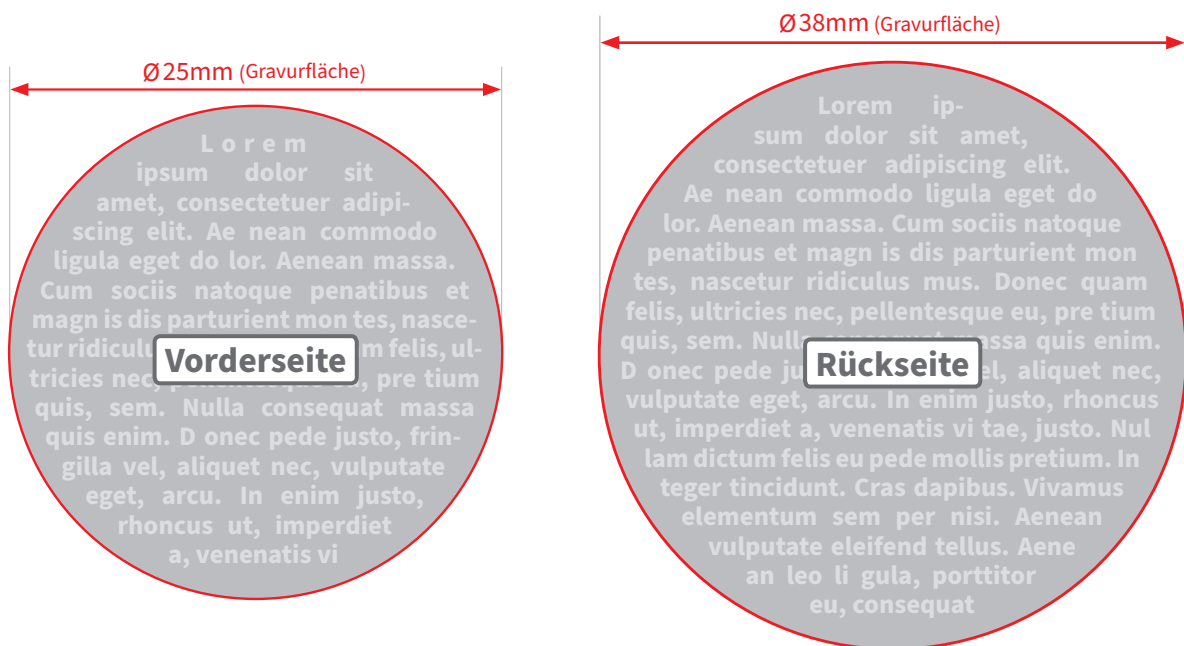 Ø25mm (Gravurfläche)
Lorem
ipsum dolor sit
amet, consectetuer adipi-
scing elit. Ae nean commodo
ligula eget do lor. Aenean massa.
Cum sociis natoque penatibus et
magn is dis parturient mon tes, nasce-
tur ridicul m felis, ul-
tricies nec, , pre tium
quis, sem. Nulla consequat massa
quis enim. D onec pede justo, frin-
gilla vel, aliquet nec, vulputate
eget, arcu. In enim justo,
rhoncus ut, imperdiet
a, venenatis vi
Vorderseite
Ø38mm (Gravurfläche)
Lorem ip-
sum dolor sit amet,
consectetuer adipiscing elit.
Ae nean commodo ligula eget do
lor. Aenean massa. Cum sociis natoque
penatibus et magn is dis parturient mon
tes, nascetur ridiculus mus. Donec quam
felis, ultricies nec, pellentesque eu, pre tium
quis, sem. Nulla massa quis enim.
D onec pede ju el, aliquet nec,
vulputate eget, arcu. In enim justo, rhoncus
ut, imperdiet a, venenatis vi tae, justo. Nul
lam dictum felis eu pede mollis pretium. In
teger tincidunt. Cras dapibus. Vivamus
elementum sem per nisi. Aenean
vulputate eleifend tellus. Aene
an leo li gula, porttitor
eu, consequat
Rückseite